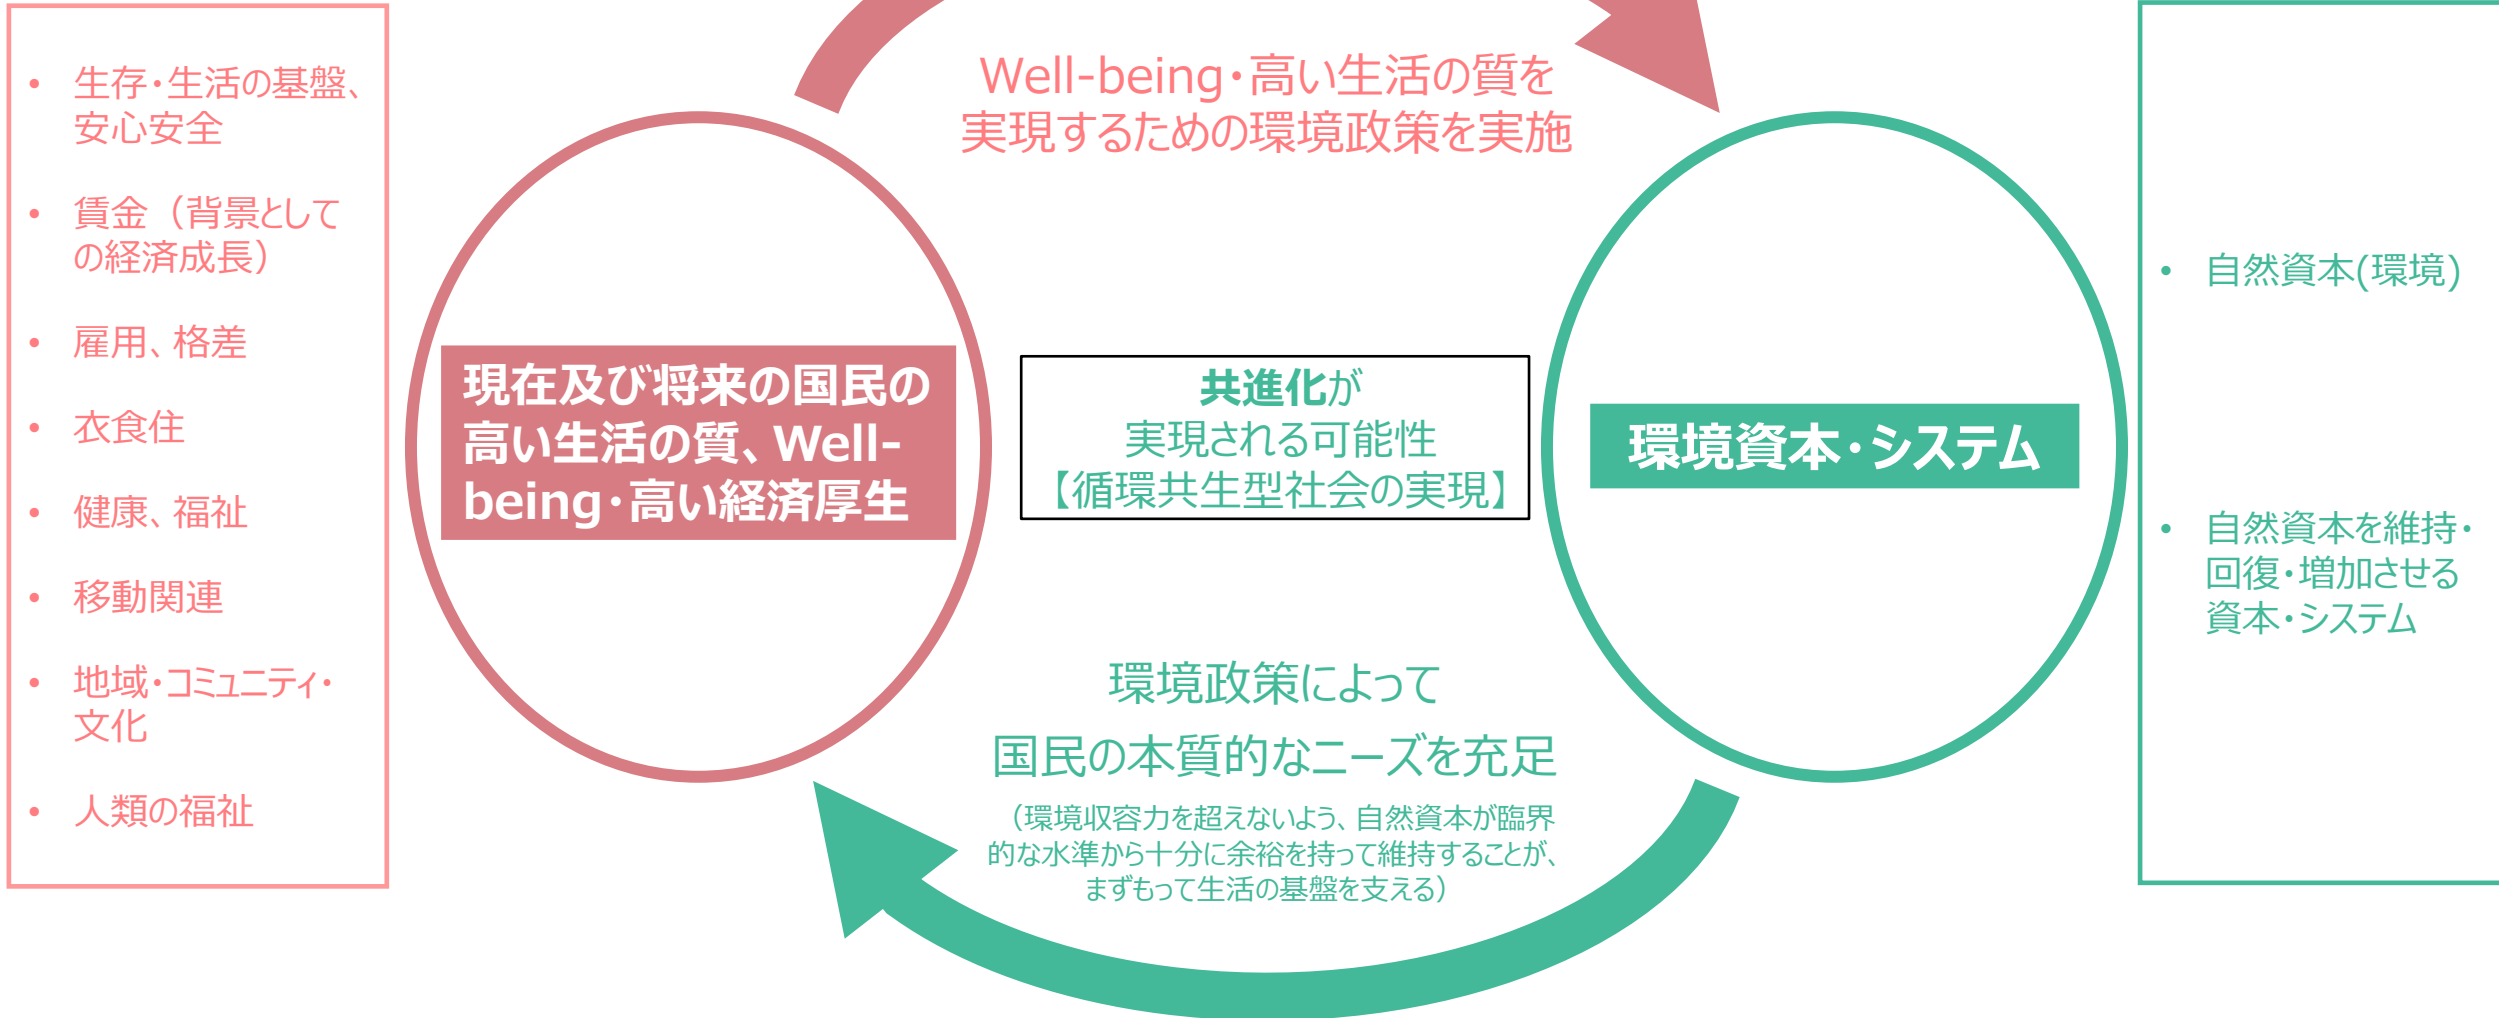 • 生存・生活の基盤、
安心安全
• 賃金（背景として
の経済成長）
• 雇用、格差
• 衣食住
• 健康、福祉
• 移動関連
• 地域・コミュニティ・
文化
• 人類の福祉
Well-being・高い生活の質を
実現するための環境政策を実施
現在及び将来の国民の
高い生活の質、Well-
being・高い経済厚生
共進化が
実現された可能社会
【循環共生型社会の実現】
環境資本・システム
環境政策によって
国民の本質的なニーズを充足
（環境収容力を超えないよう、自然資本が臨界
的な水準から十分に余裕を持って維持することが、
まずもって生活の基盤を支える）
• 自然資本(環境)
• 自然資本を維持・
回復・増加させる
資本・システム